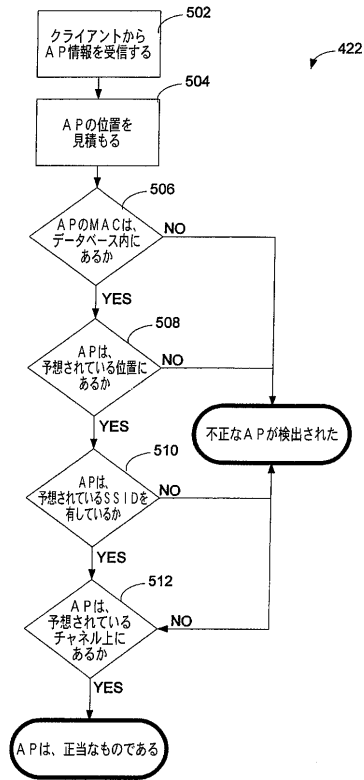 502
クライアントから
AP情報を受信する
422
504
APの位置を
見積もる
506
APのMACは、
データベース内に
あるか
NO
YES
508
APは、
予想されている位置に
あるか
NO
YES
不正なAPが検出された
510
APは、
予想されているSSIDを
有しているか
NO
YES
512
APは、
予想されている
チャネル上に
あるか
NO
YES
APは、正当なものである